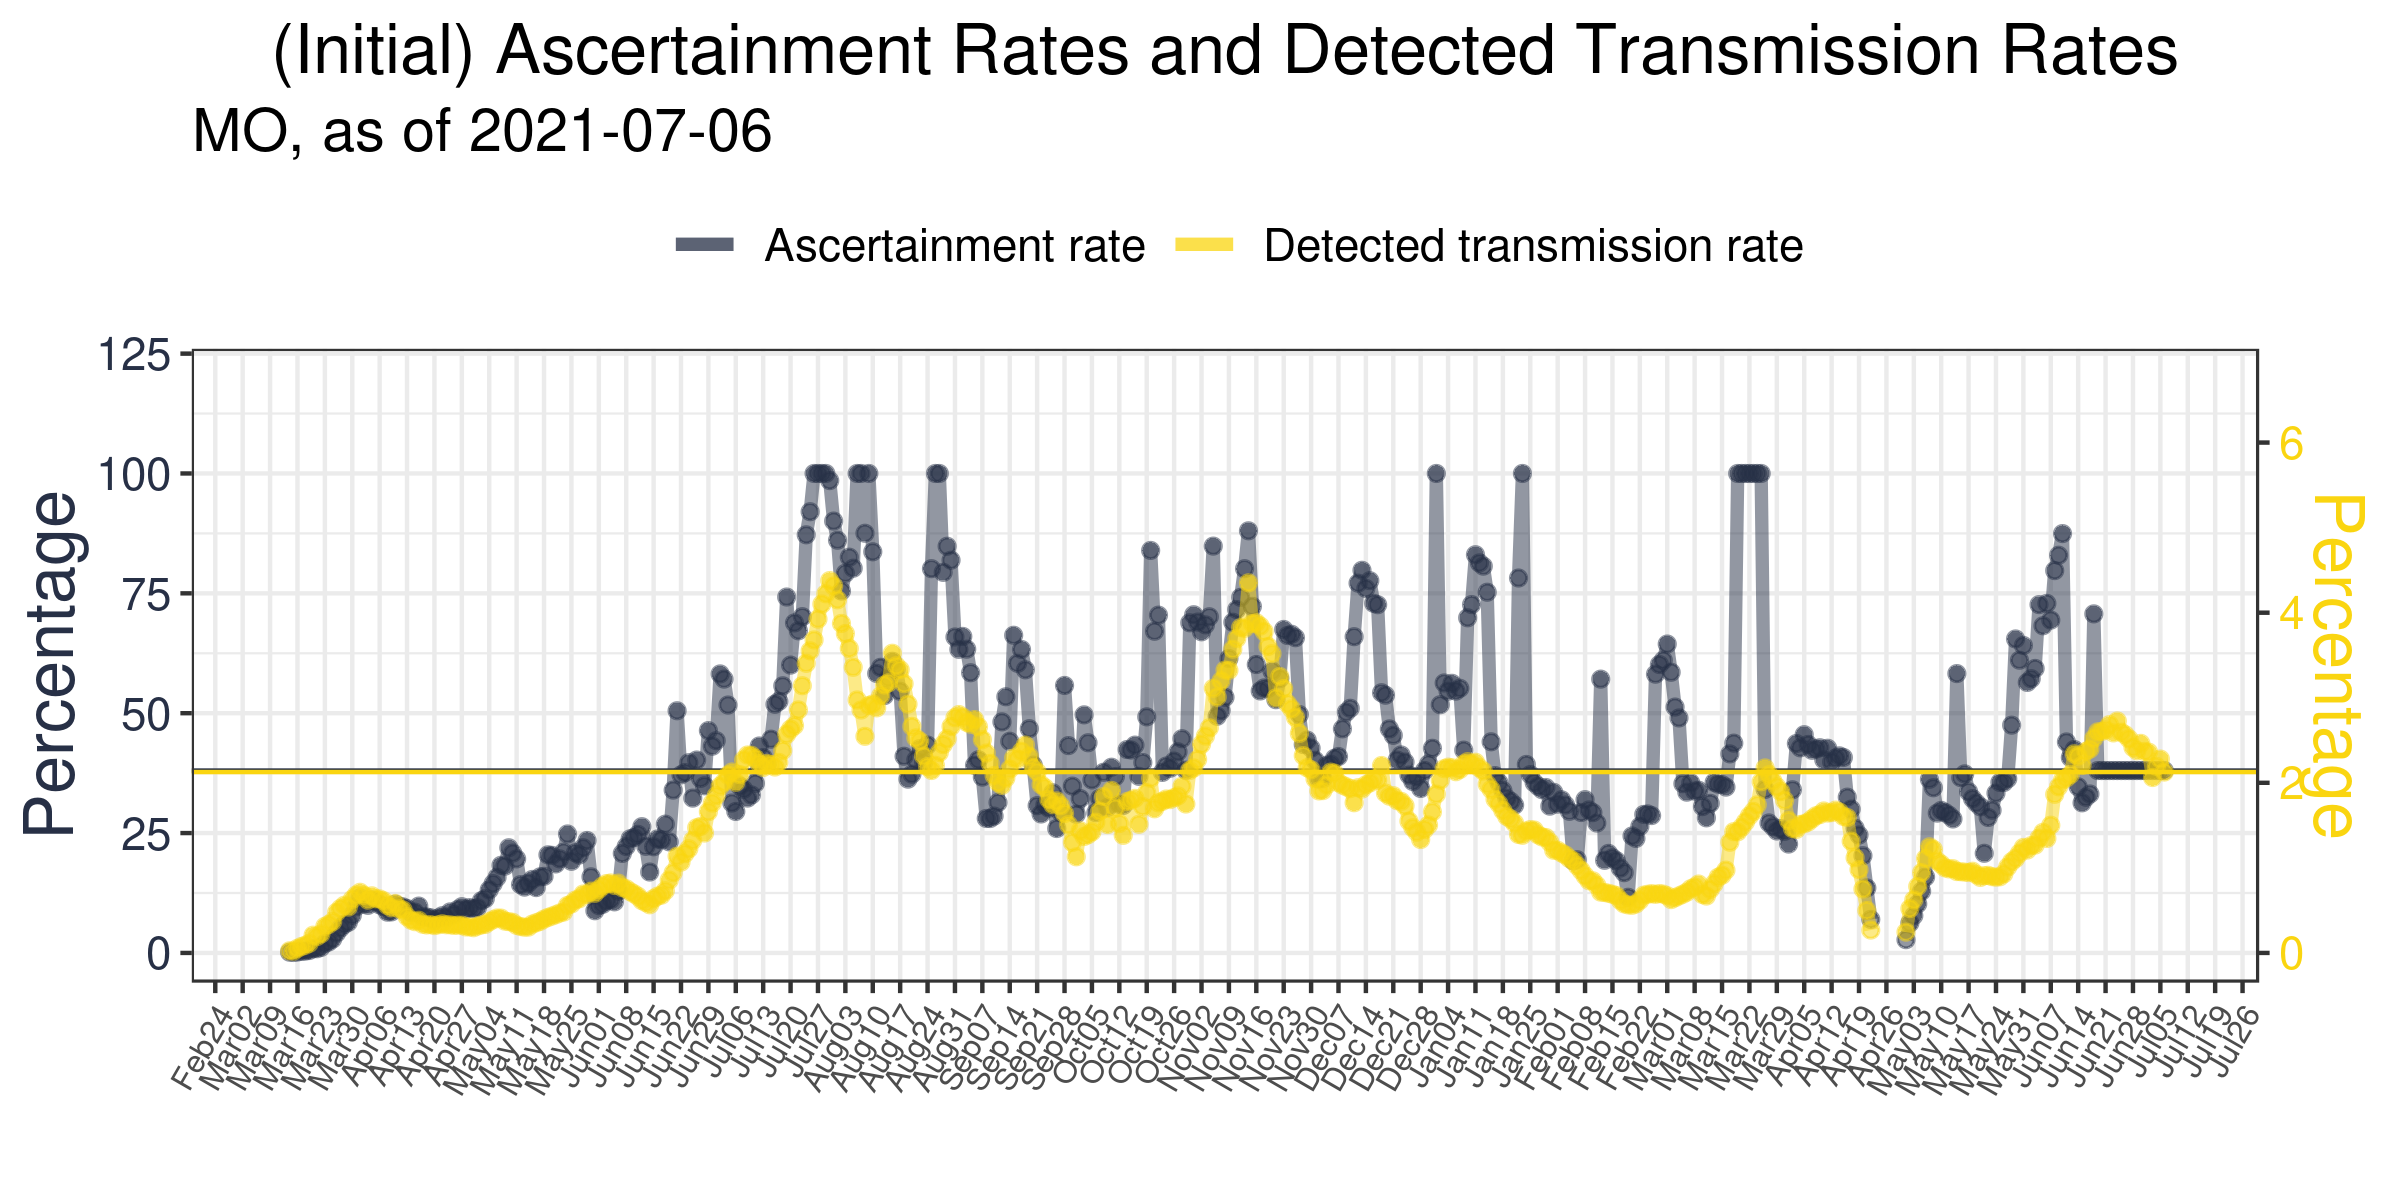 (Initial) Ascertainment Rates and Detected Transmission Rates
MO, as of 2021-07-06
Ascertainment rate
Detected transmission rate
Percentage
125
100
75
50
25
0
6
4
2
0
Percentage
Feb24
Mar02
Mar09
Mar16
Mar23
Mar30
Apr06
Apr13
Apr20
Apr27
May04
May11
May18
May25
Jun01
Jun08
Jun15
Jun22
Jun29
Jul06
Jul13
Jul20
Jul27
Aug03
Aug10
Aug17
Aug24
Aug31
Sep07
Sep14
Sep21
Sep28
Oct05
Oct12
Oct19
Oct26
Nov02
Nov09
Nov16
Nov23
Nov30
Dec07
Dec14
Dec21
Dec28
Jan04
Jan11
Jan18
Jan25
Feb01
Feb08
Feb15
Feb22
Mar01
Mar08
Mar15
Mar22
Mar29
Apr05
Apr12
Apr19
Apr26
May03
May10
May17
May24
May31
Jun07
Jun14
Jun21
Jun28
Jul05
Jul12
Jul19
Jul26